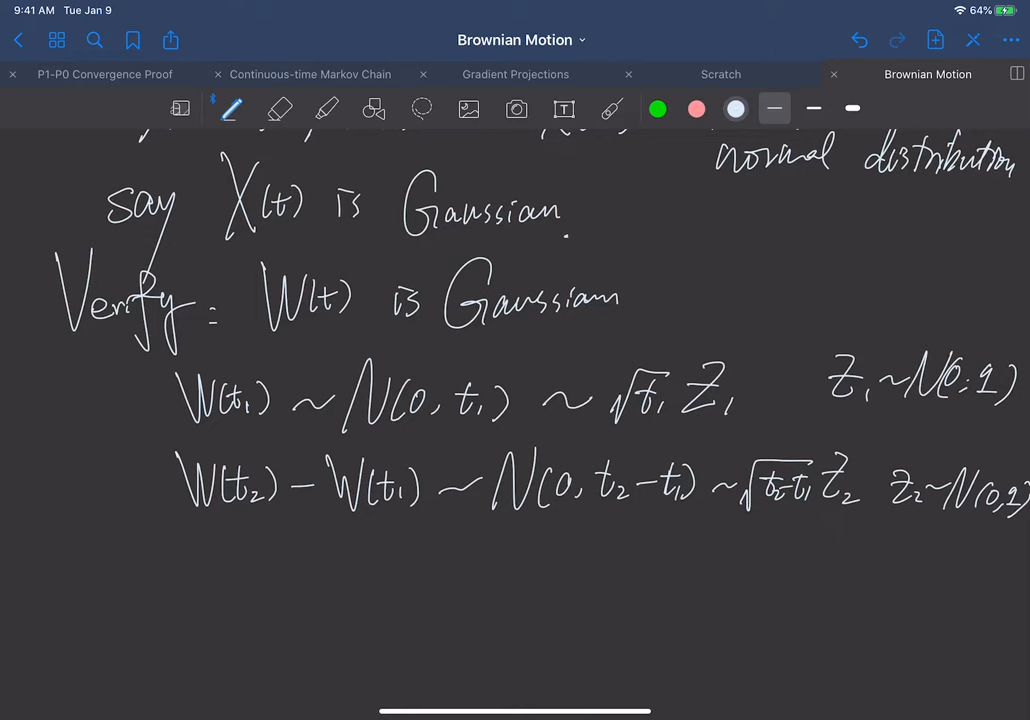 9:41 AM Tue Jan 9
64%
Brownian Motion
P1-P0 Convergence Proof
Continuous-time Markov Chain
Gradient Projections
Scratch
Brownian Motion
normal distribution
say X(t) is Gaussian.
Verify: W(t) is Gaussian
W(t₁) ~ N(0, t₁) ~ √t₁ Z₁ Z₁ ~ N(0, 1)
W(t₂) − W(t₁) ~ N(0, t₂ − t₁) ~ √t₂−t₁ Z₂ Z₂ ~ N(0, 1)